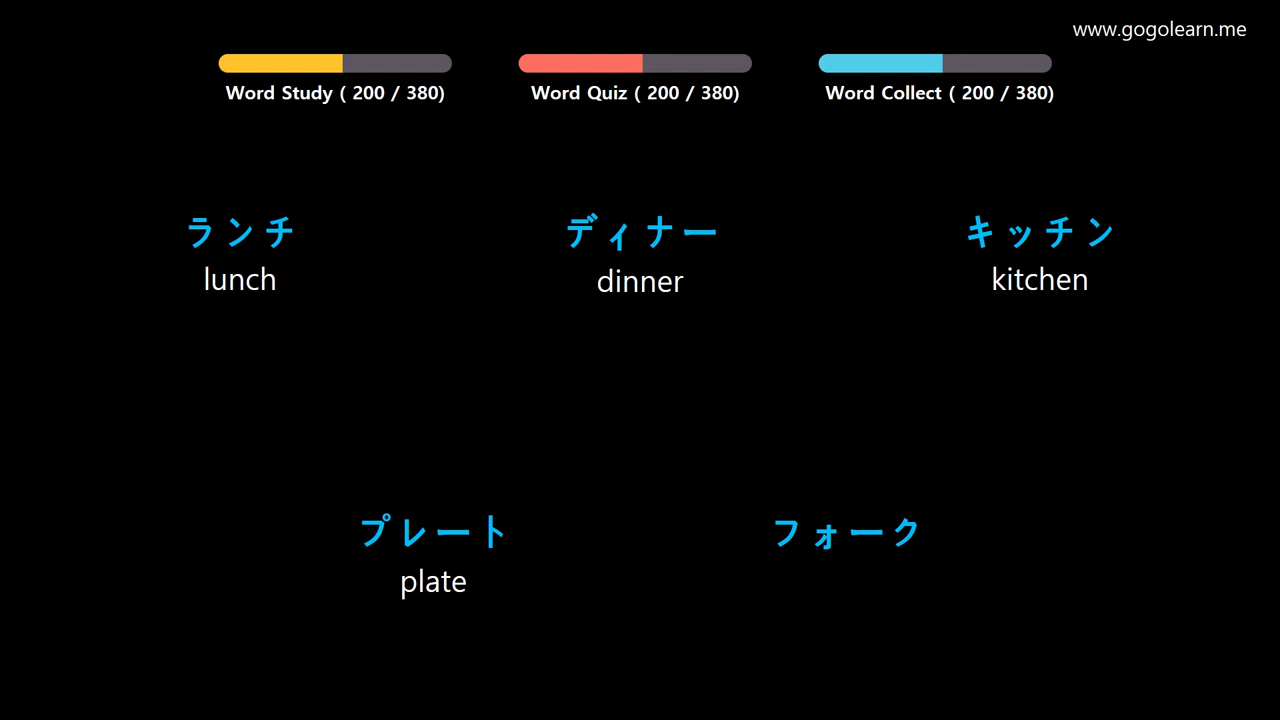 www.gogolearn.me
Word Study ( 200 / 380)
Word Quiz ( 200 / 380)
Word Collect ( 200 / 380)
ランチ
lunch
ディナー
dinner
キッチン
kitchen
プレート
plate
フォーク